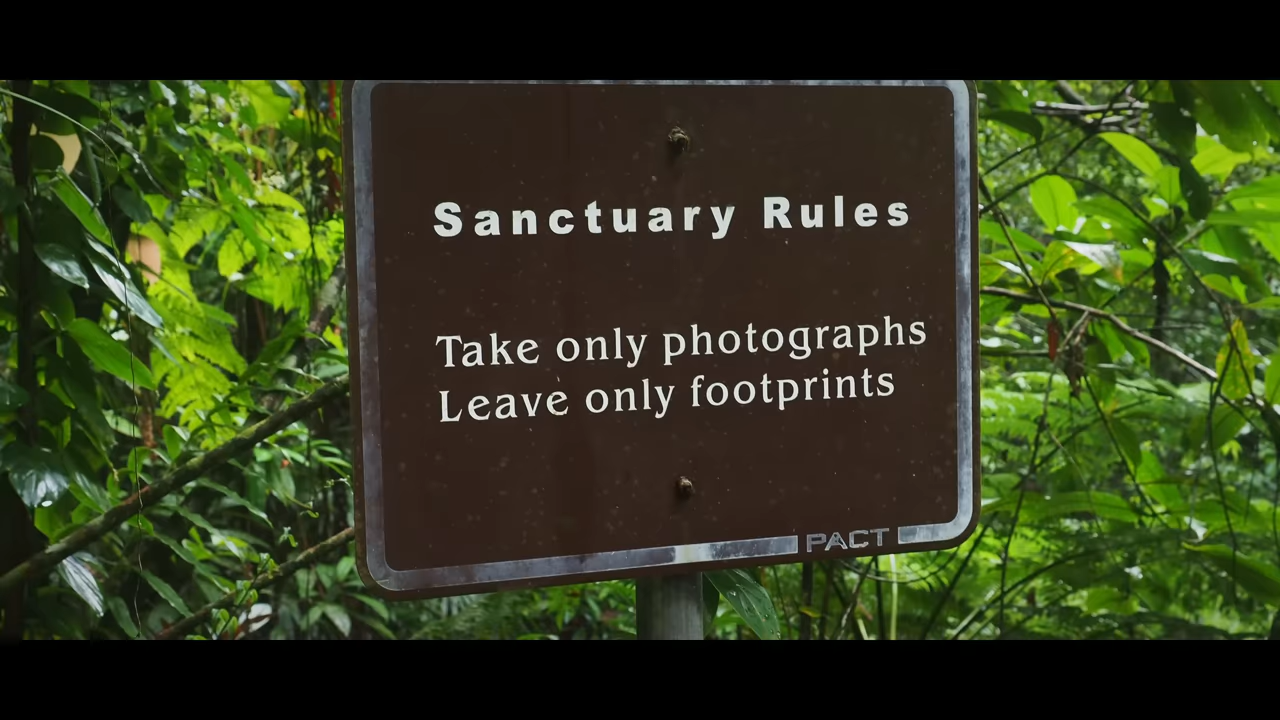 Sanctuary Rules
Take only photographs
Leave only footprints
PACT